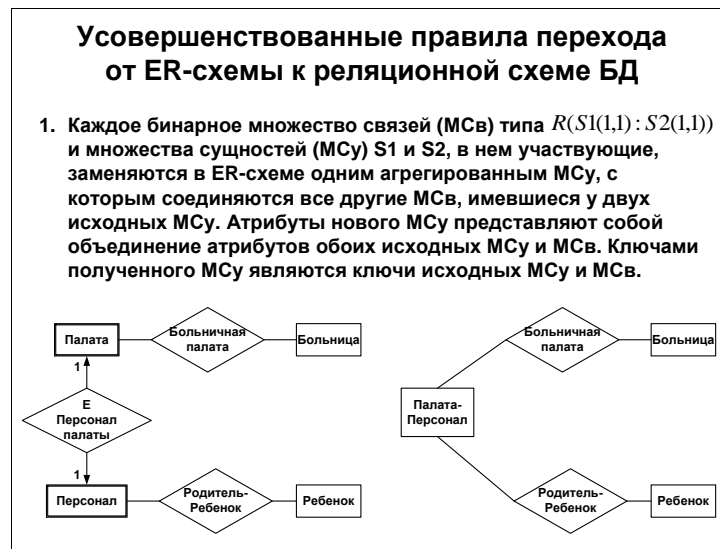 Усовершенствованные правила перехода
от ER-схемы к реляционной схеме БД
1. Каждое бинарное множество связей (МСв) типа R(S1(1,1) : S2(1,1))
и множества сущностей (МСу) S1 и S2, в нем участвующие,
заменяются в ER-схеме одним агрегированным МСу, с
которым соединяются все другие МСв, имевшиеся у двух
исходных МСу. Атрибуты нового МСу представляют собой
объединение атрибутов обоих исходных МСу и МСв. Ключами
полученного МСу являются ключи исходных МСу и МСв.
Палата
Больничная
палата
Больница
1
E
Персонал
палаты
1
Персонал
Родитель-
Ребенок
Ребенок
Больничная
палата
Больница
Палата-
Персонал
Родитель-
Ребенок
Ребенок